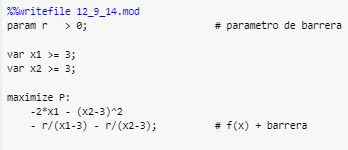 %%writefile 12_9_14.mod
param r > 0; # parametro de barrera
var x1 >= 3;
var x2 >= 3;
maximize P:
-2*x1 - (x2-3)^2
- r/(x1-3) - r/(x2-3); # f(x) + barrera